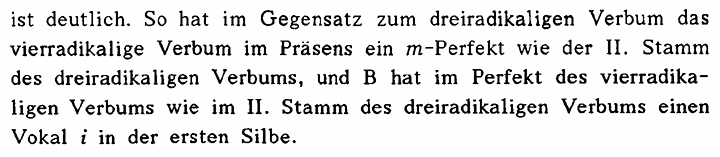 ist deutlich. So hat im Gegensatz zum dreiradikaligen Verbum das
vierradikalige Verbum im Präsens ein m-Perfekt wie der II. Stamm
des dreiradikaligen Verbums, und B hat im Perfekt des vierradika-
ligen Verbums wie im II. Stamm des dreiradikaligen Verbums einen
Vokal i in der ersten Silbe.